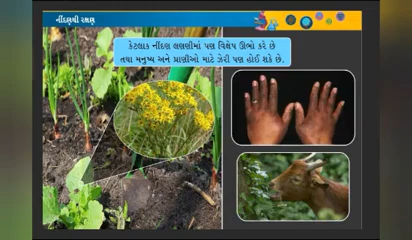 નીંદણથી રક્ષણ
કેટલાક નીંદણ લણણીમાં પણ વિક્ષેપ ઊભો કરે છે
તથા મનુષ્ય અને પ્રાણીઓ માટે ઝેરી પણ હોઈ શકે છે.